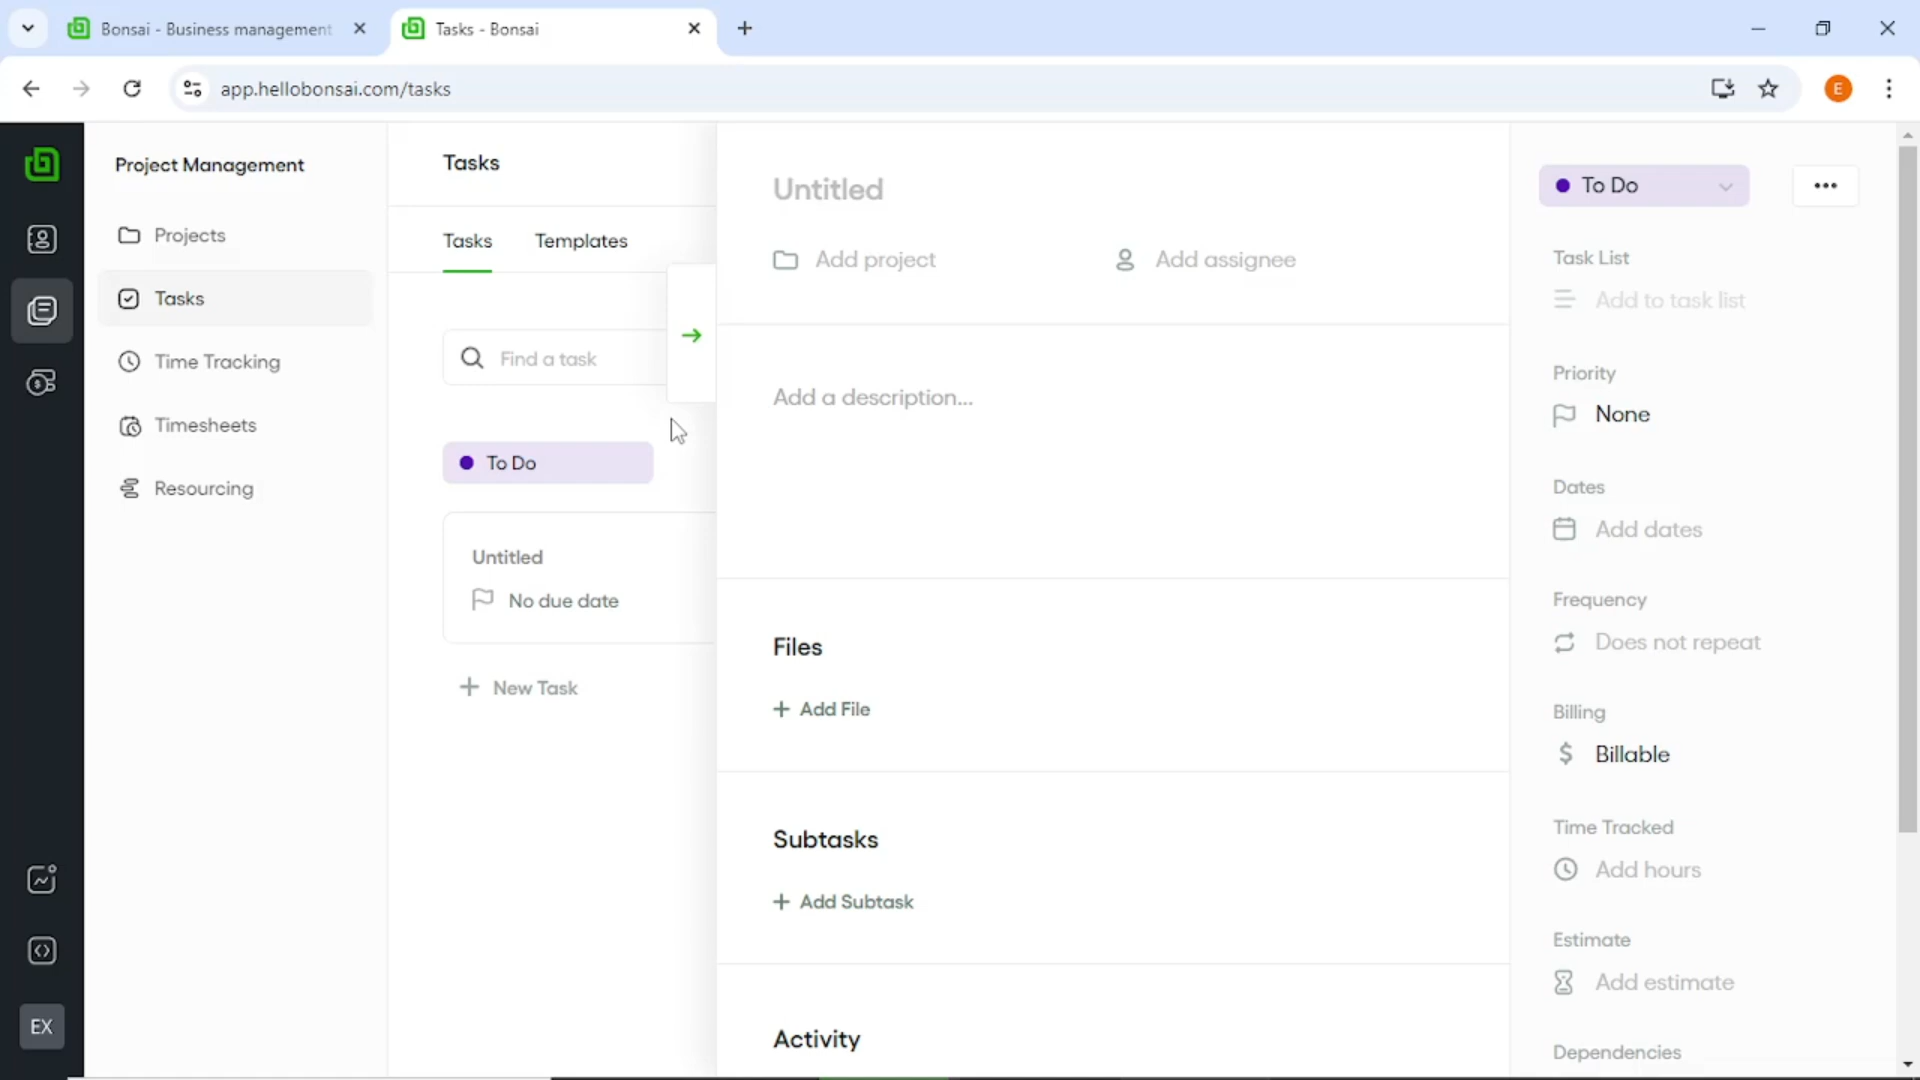 Bonsai - Business management
Tasks - Bonsai
app.hellobonsai.com/tasks
E
Project Management
Projects
Tasks
Time Tracking
Timesheets
Resourcing
EX
Tasks
Tasks
Templates
Find a task
To Do
Untitled
No due date
New Task
Untitled
Add project
Add assignee
Add a description...
Files
+ Add File
Subtasks
+ Add Subtask
Activity
To Do
Task List
Add to task list
Priority
None
Dates
Add dates
Frequency
Does not repeat
Billing
$ Billable
Time Tracked
Add hours
Estimate
Add estimate
Dependencies